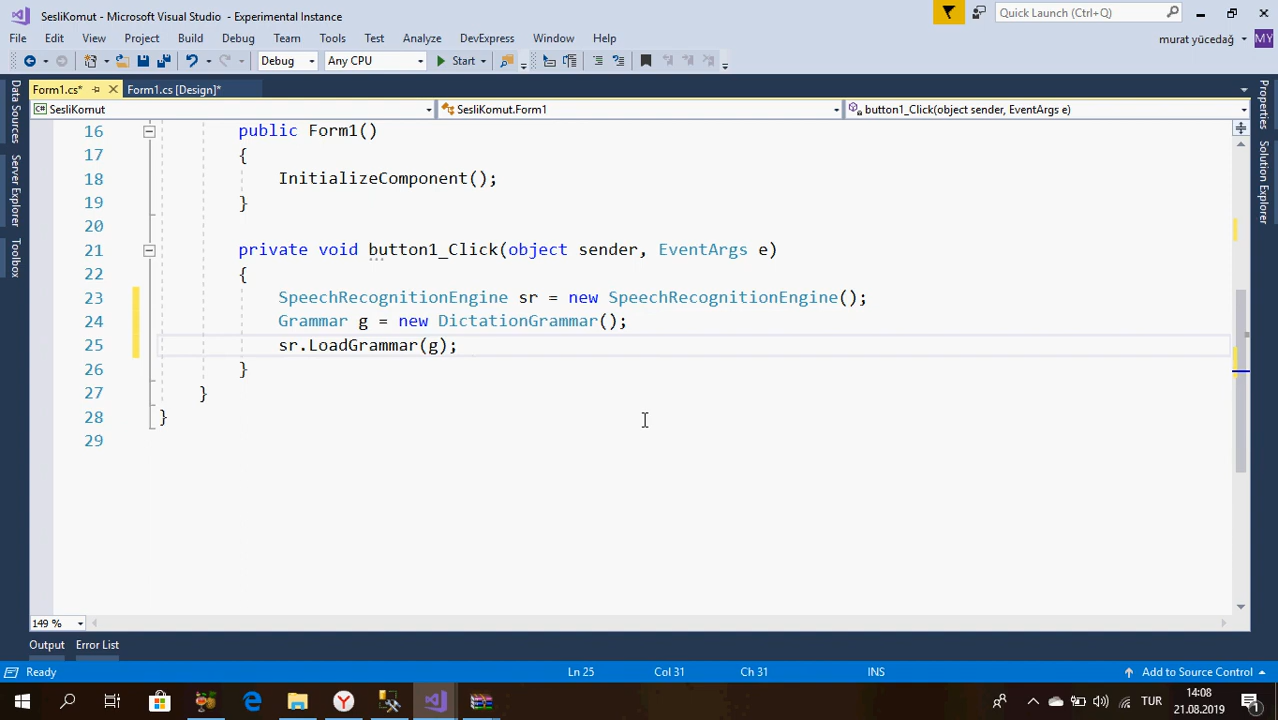 SesliKomut - Microsoft Visual Studio - Experimental Instance
Quick Launch (Ctrl+Q)
File Edit View Project Build Debug Team Tools Test Analyze DevExpress Window Help
murat yücedağ MY
Debug Any CPU Start
Form1.cs* Form1.cs [Design]*
SesliKomut SesliKomut.Form1 button1_Click(object sender, EventArgs e)
Data Sources
Server Explorer
Toolbox
Properties
Solution Explorer
16 public Form1()
17 {
18 InitializeComponent();
19 }
20
21 private void button1_Click(object sender, EventArgs e)
22 {
23 SpeechRecognitionEngine sr = new SpeechRecognitionEngine();
24 Grammar g = new DictationGrammar();
25 sr.LoadGrammar(g);
26 }
27 }
28 }
29
149 %
Output Error List
Ready Ln 25 Col 31 Ch 31 INS Add to Source Control
TUR 14:08
21.08.2019 1